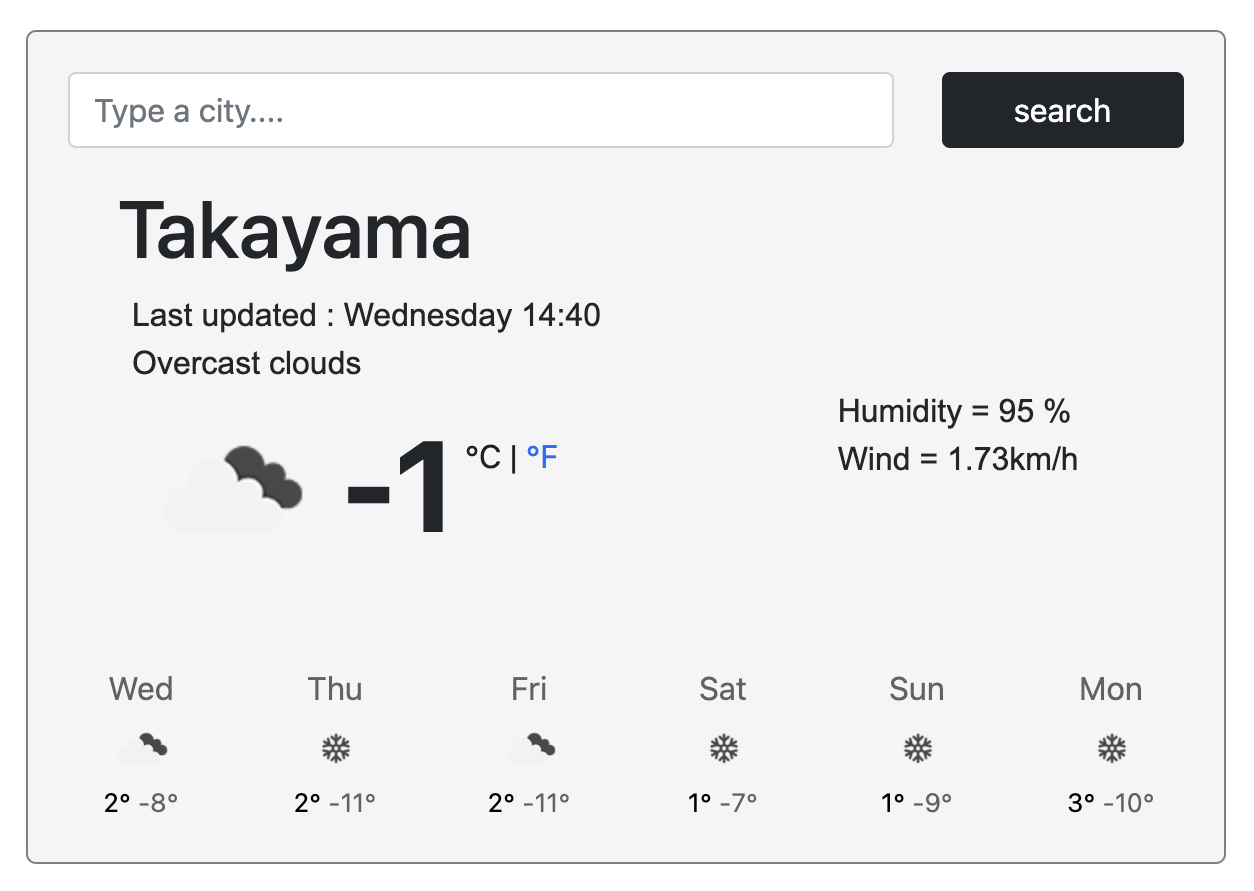 Type a city....
search
Takayama
Last updated : Wednesday 14:40
Overcast clouds
Humidity = 95 %
Wind = 1.73km/h
-1 °C | °F
Wed Thu Fri Sat Sun Mon
2° -8° 2° -11° 2° -11° 1° -7° 1° -9° 3° -10°